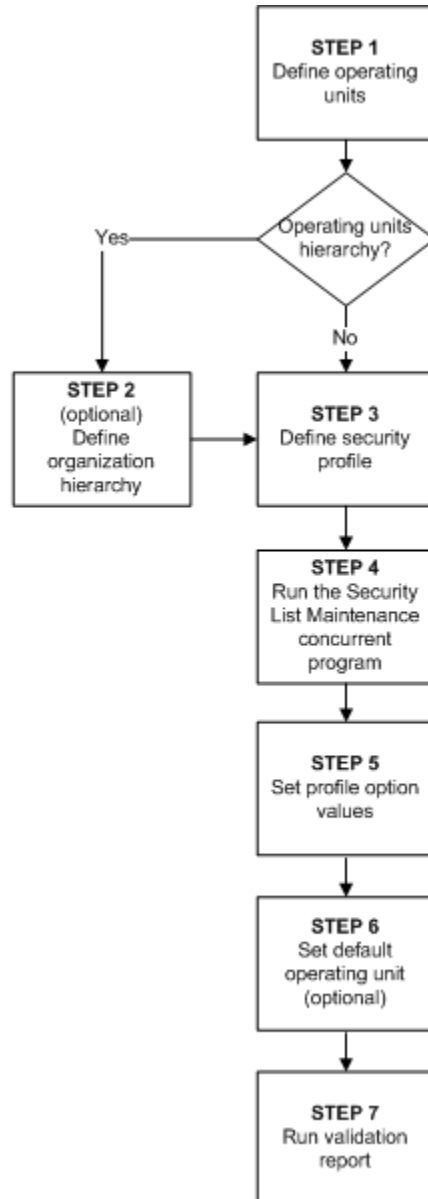 STEP 1
Define operating
units
Operating units
hierarchy?
Yes
No
STEP 2
(optional)
Define
organization
hierarchy
STEP 3
Define security
profile
STEP 4
Run the Security
List Maintenance
concurrent
program
STEP 5
Set profile option
values
STEP 6
Set default
operating unit
(optional)
STEP 7
Run validation
report